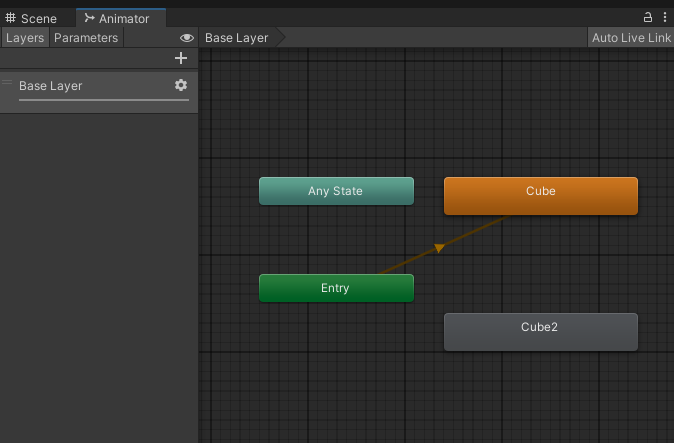 Scene Animator
Layers Parameters Base Layer Auto Live Link
Base Layer
Any State Cube
Entry
Cube2